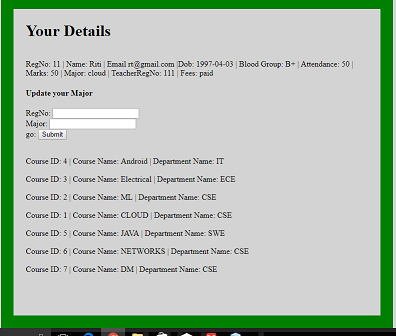 Your Details
RegNo: 11 | Name: Riti | Email rt@gmail.com |Dob: 1997-04-03 | Blood Group: B+ | Attendance: 50 |
Marks: 50 | Major: cloud | TeacherRegNo: 111 | Fees: paid
Update your Major
RegNo:
Major:
go: Submit
Course ID: 4 | Course Name: Android | Department Name: IT
Course ID: 3 | Course Name: Electrical | Department Name: ECE
Course ID: 2 | Course Name: ML | Department Name: CSE
Course ID: 1 | Course Name: CLOUD | Department Name: CSE
Course ID: 5 | Course Name: JAVA | Department Name: SWE
Course ID: 6 | Course Name: NETWORKS | Department Name: CSE
Course ID: 7 | Course Name: DM | Department Name: CSE